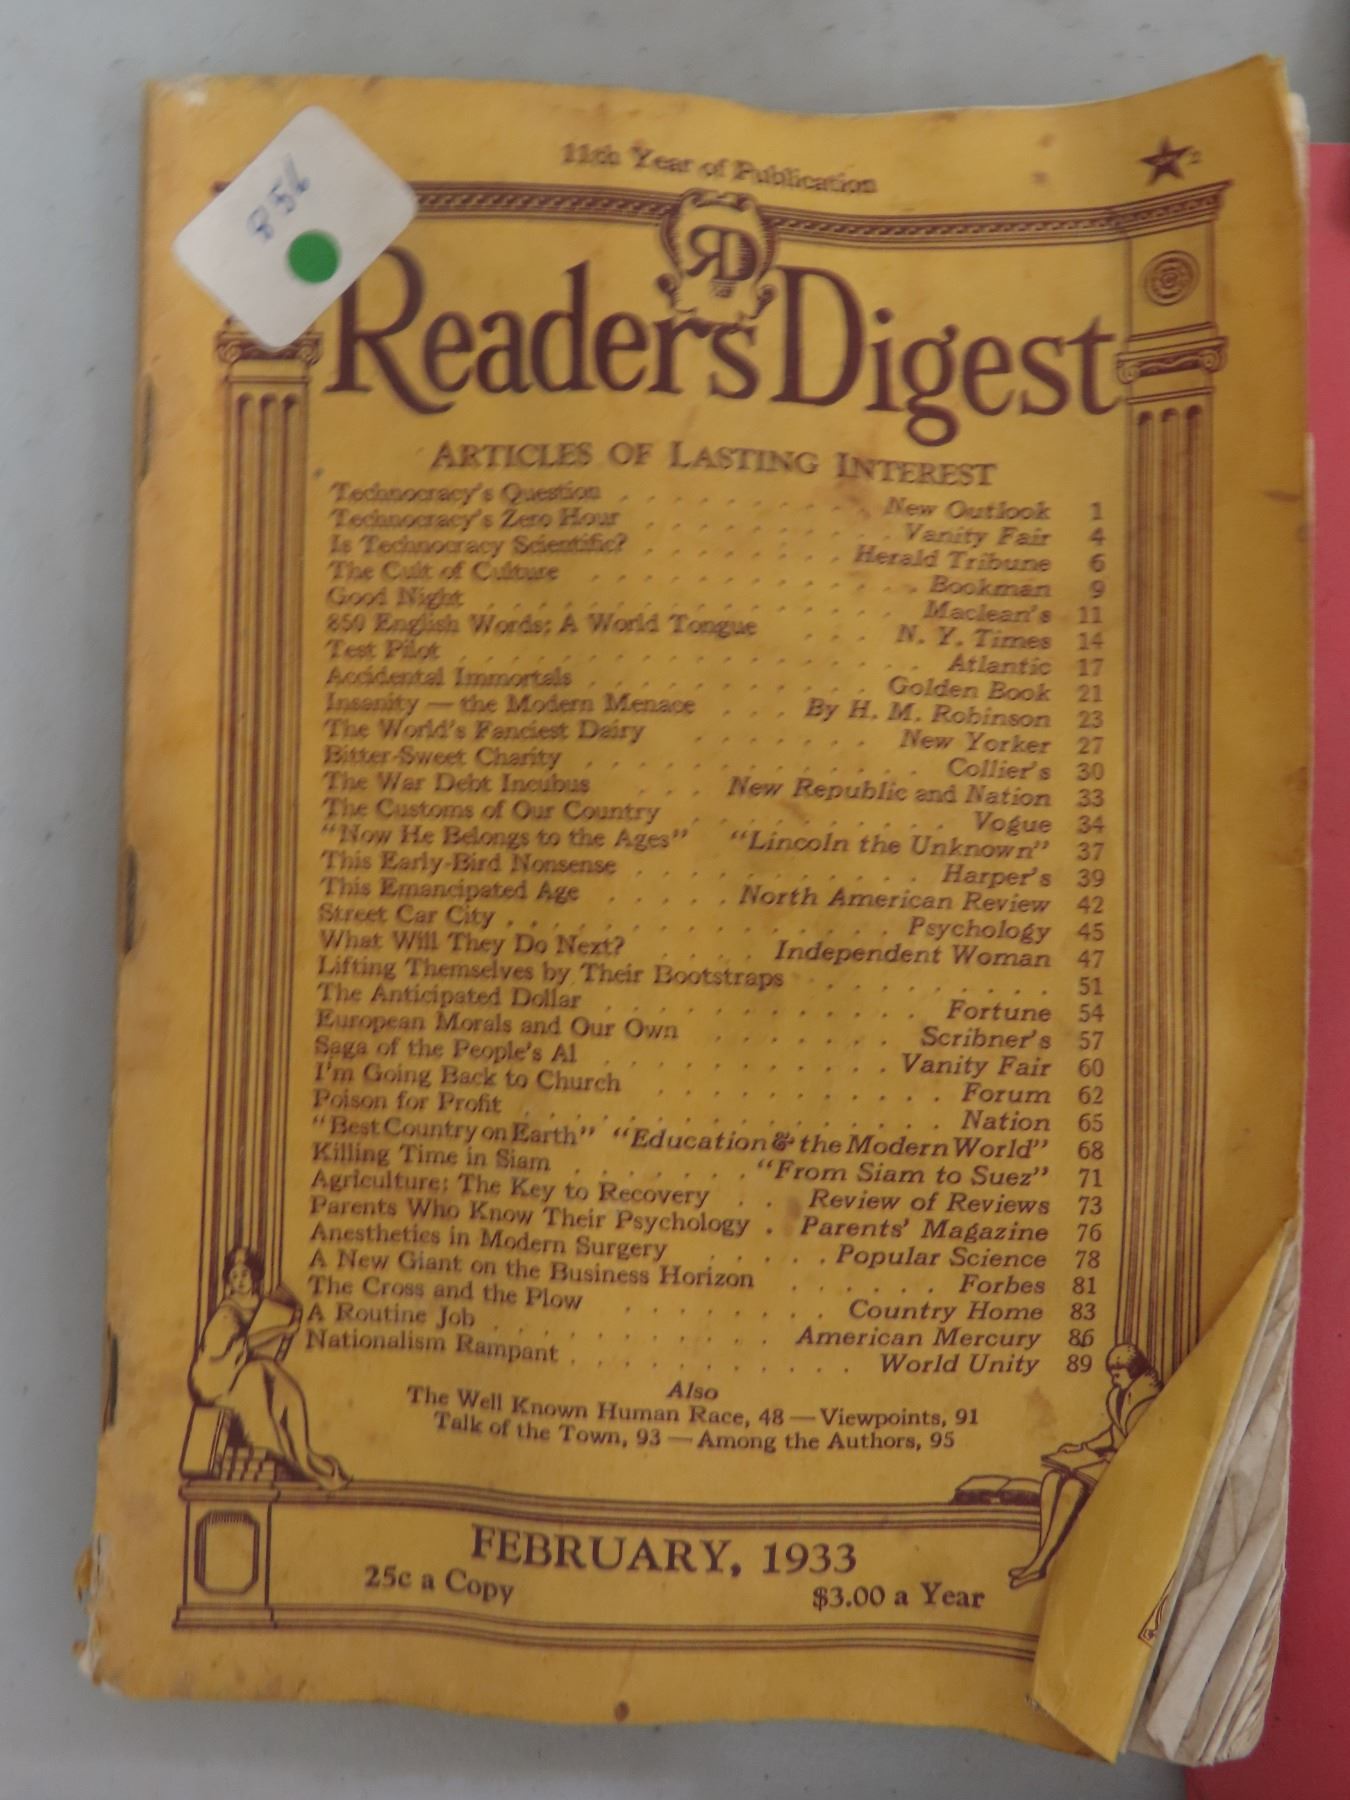 856
11th Year of Publication
RD
Readers Digest
ARTICLES OF LASTING INTEREST
Technocracy's Question . . . . . . . . . . New Outlook 1
Technocracy's Zero Hour . . . . . . . . . . Vanity Fair 4
Is Technocracy Scientific? . . . . . . . . Herald Tribune 6
The Cult of Culture . . . . . . . . . . . . Bookman 9
Good Night . . . . . . . . . . . . . . . . Maclean's 11
850 English Words: A World Tongue . . . N. Y. Times 14
Test Pilot . . . . . . . . . . . . . . . . . Atlantic 17
Accidental Immortals . . . . . . . . . . . Golden Book 21
Insanity — the Modern Menace . . . By H. M. Robinson 23
The World's Fanciest Dairy . . . . . . . New Yorker 27
Bitter-Sweet Charity . . . . . . . . . . . . Collier's 30
The War Debt Incubus . . . New Republic and Nation 33
The Customs of Our Country . . . . . . . . . . Vogue 34
"Now He Belongs to the Ages" "Lincoln the Unknown" 37
This Early-Bird Nonsense . . . . . . . . . . . Harper's 39
This Emancipated Age . . . . . North American Review 42
Street Car City . . . . . . . . . . . . . . . Psychology 45
What Will They Do Next? . . . . Independent Woman 47
Lifting Themselves by Their Bootstraps . . . . . . . . . 51
The Anticipated Dollar . . . . . . . . . . . . Fortune 54
European Morals and Our Own . . . . . . . Scribner's 57
Saga of the People's Al . . . . . . . . . . Vanity Fair 60
I'm Going Back to Church . . . . . . . . . . . Forum 62
Poison for Profit . . . . . . . . . . . . . . . . Nation 65
"Best Country on Earth" "Education & the Modern World" 68
Killing Time in Siam . . . . . . . "From Siam to Suez" 71
Agriculture: The Key to Recovery . . Review of Reviews 73
Parents Who Know Their Psychology . Parents' Magazine 76
Anesthetics in Modern Surgery . . . . . Popular Science 78
A New Giant on the Business Horizon . . . . . . Forbes 81
The Cross and the Plow . . . . . . . . Country Home 83
A Routine Job . . . . . . . . . . . American Mercury 86
Nationalism Rampant . . . . . . . . . . . World Unity 89
Also
The Well Known Human Race, 48 — Viewpoints, 91
Talk of the Town, 93 — Among the Authors, 95
FEBRUARY, 1933
25c a Copy $3.00 a Year